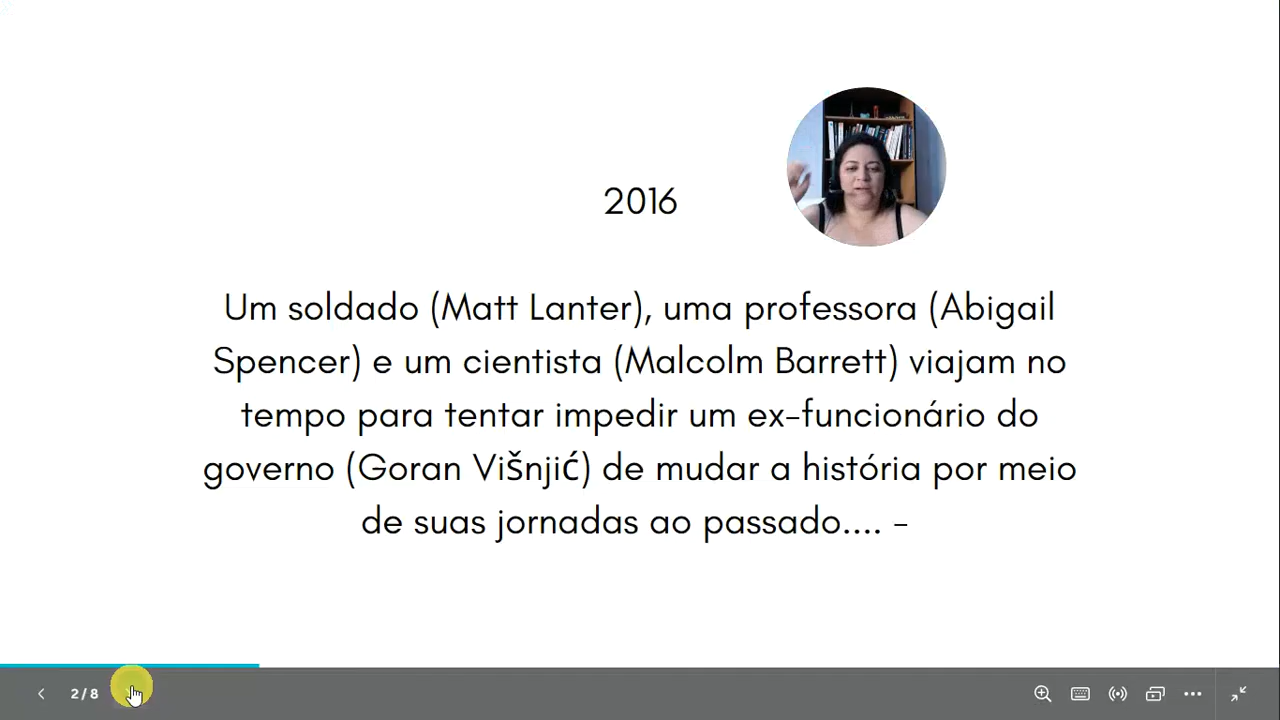 2016
Um soldado (Matt Lanter), uma professora (Abigail
Spencer) e um cientista (Malcolm Barrett) viajam no
tempo para tentar impedir um ex-funcionário do
governo (Goran Višnjić) de mudar a história por meio
de suas jornadas ao passado.... -
2/8